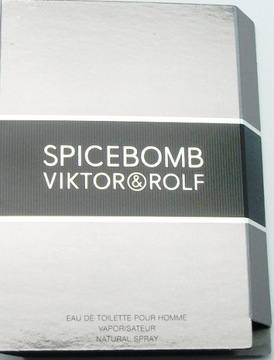 SPICEBOMB
VIKTOR&ROLF
EAU DE TOILETTE POUR HOMME
VAPORISATEUR
NATURAL SPRAY